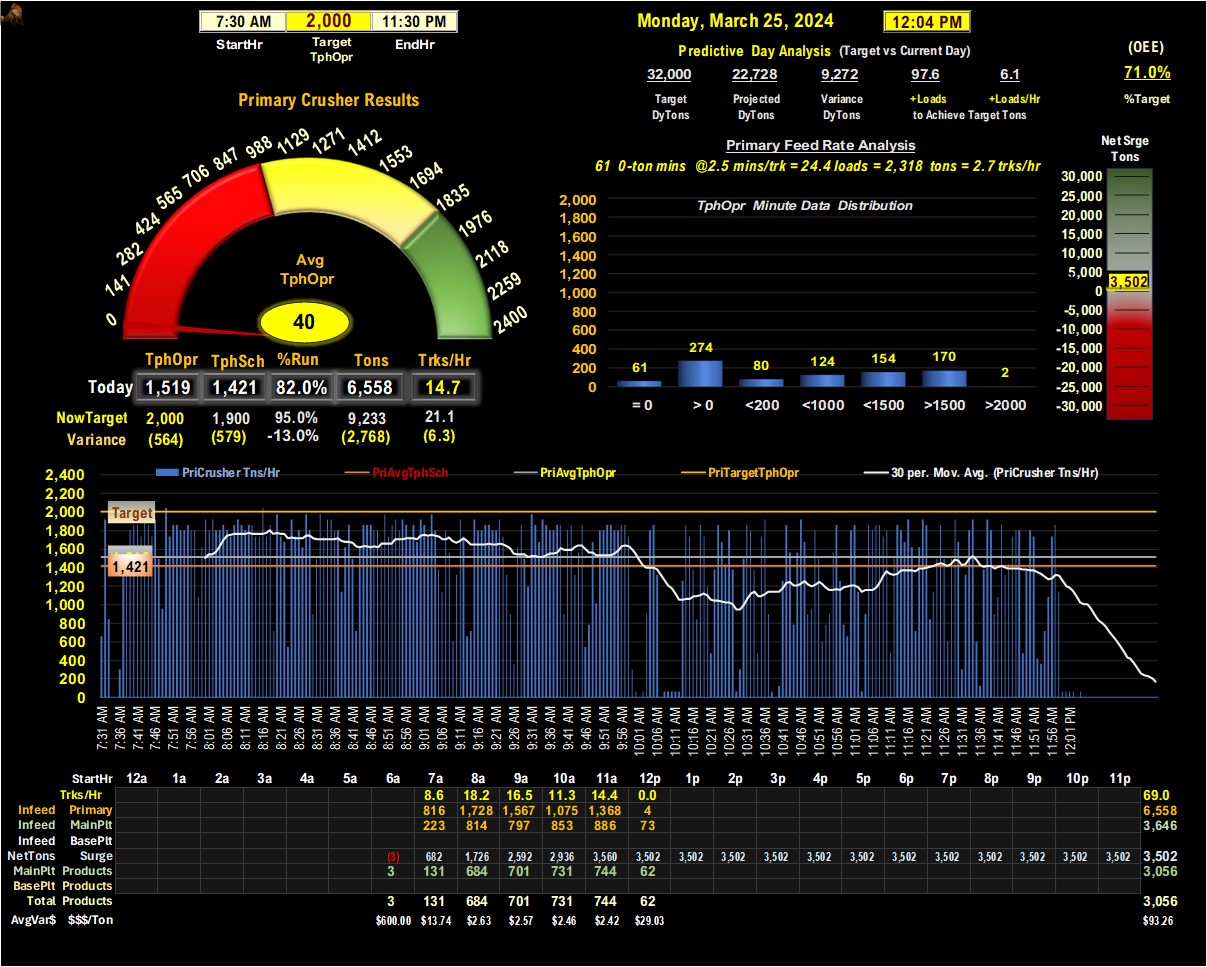 7:30 AM 2,000 11:30 PM
StartHr Target TphOpr EndHr
Monday, March 25, 2024 12:04 PM
Predictive Day Analysis (Target vs Current Day)
32,000 22,728 9,272 97.6 6.1
Target DyTons Projected DyTons Variance DyTons +Loads +Loads/Hr
to Achieve Target Tons
(OEE)
71.0%
%Target
Primary Crusher Results
0 141 282 424 565 706 847 988 1129 1271 1412 1553 1694 1835 1976 2118 2259 2400
Avg
TphOpr
40
TphOpr TphSch %Run Tons Trks/Hr
Today 1,519 1,421 82.0% 6,558 14.7
NowTarget 2,000 1,900 95.0% 9,233 21.1
Variance (564) (579) -13.0% (2,768) (6.3)
Primary Feed Rate Analysis
61 0-ton mins @2.5 mins/trk = 24.4 loads = 2,318 tons = 2.7 trks/hr
TphOpr Minute Data Distribution
2,000
1,800
1,600
1,400
1,200
1,000
800
600
400
200
0
61 274 80 124 154 170 2
= 0 > 0 <200 <1000 <1500 >1500 >2000
Net Srge
Tons
30,000
25,000
20,000
15,000
10,000
5,000
3,502
0
-5,000
-10,000
-15,000
-20,000
-25,000
-30,000
PriCrusher Tns/Hr PriAvgTphSch PriAvgTphOpr PriTargetTphOpr 30 per. Mov. Avg. (PriCrusher Tns/Hr)
2,400
2,200
2,000
1,800
1,600
1,400
1,200
1,000
800
600
400
200
0
Target
1,421
7:31 AM 7:36 AM 7:41 AM 7:46 AM 7:51 AM 7:56 AM 8:01 AM 8:06 AM 8:11 AM 8:16 AM 8:21 AM 8:26 AM 8:31 AM 8:36 AM 8:41 AM 8:46 AM 8:51 AM 8:56 AM 9:01 AM 9:06 AM 9:11 AM 9:16 AM 9:21 AM 9:26 AM 9:31 AM 9:36 AM 9:41 AM 9:46 AM 9:51 AM 9:56 AM 10:01 AM 10:06 AM 10:11 AM 10:16 AM 10:21 AM 10:26 AM 10:31 AM 10:36 AM 10:41 AM 10:46 AM 10:51 AM 10:56 AM 11:01 AM 11:06 AM 11:11 AM 11:16 AM 11:21 AM 11:26 AM 11:31 AM 11:36 AM 11:41 AM 11:46 AM 11:51 AM 11:56 AM 12:01 PM
StartHr 12a 1a 2a 3a 4a 5a 6a 7a 8a 9a 10a 11a 12p 1p 2p 3p 4p 5p 6p 7p 8p 9p 10p 11p
Trks/Hr 8.6 18.2 16.5 11.3 14.4 0.0 69.0
Infeed Primary 816 1,728 1,567 1,075 1,368 4 6,558
Infeed MainPlt 223 814 797 853 886 73 3,646
Infeed BasePlt
NetTons Surge (3) 682 1,726 2,592 2,936 3,560 3,502 3,502 3,502 3,502 3,502 3,502 3,502 3,502 3,502 3,502 3,502 3,502 3,502
MainPlt Products 3 131 684 701 731 744 62 3,056
BasePlt Products
Total Products 3 131 684 701 731 744 62 3,056
AvgVar$ $$$/Ton $600.00 $13.74 $2.63 $2.57 $2.46 $2.42 $29.03 $93.26